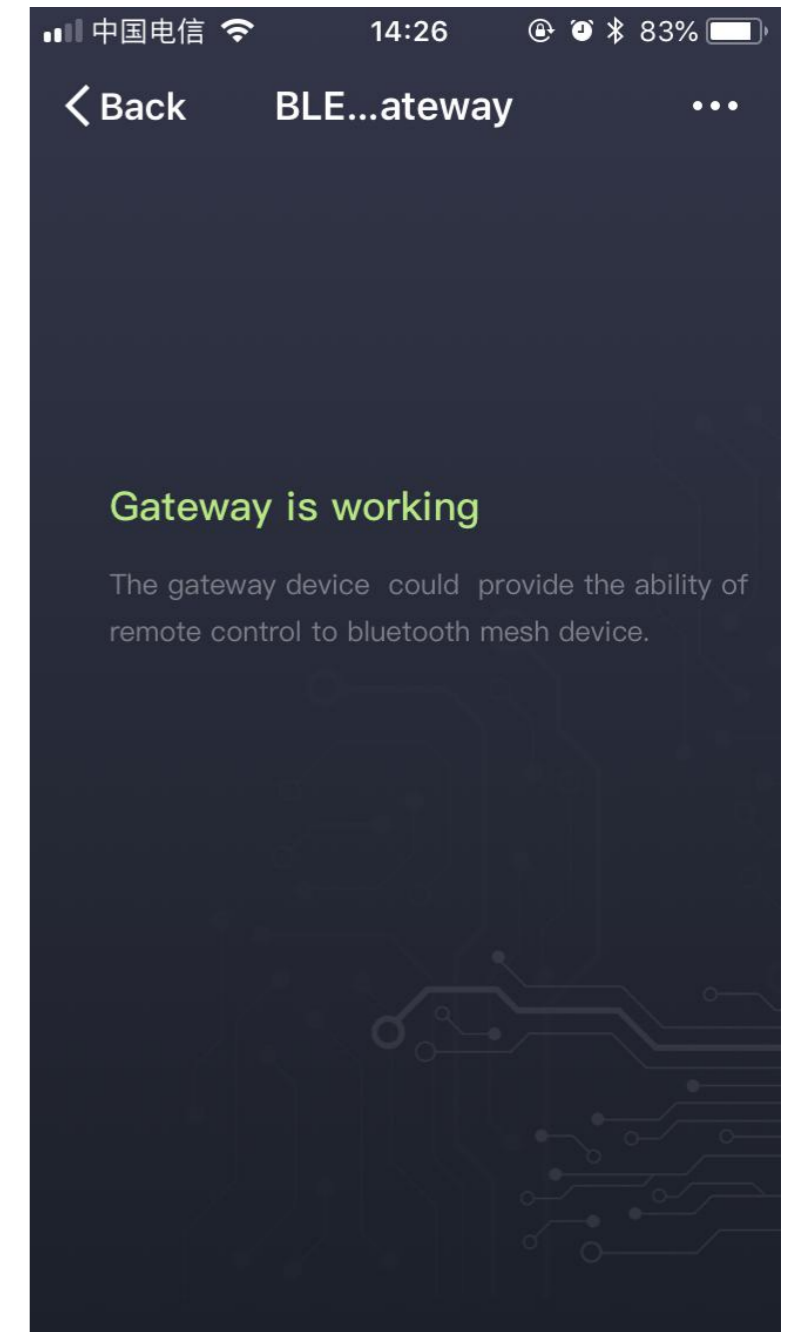 中国电信 14:26 83%
Back BLE...ateway •••
Gateway is working
The gateway device could provide the ability of
remote control to bluetooth mesh device.